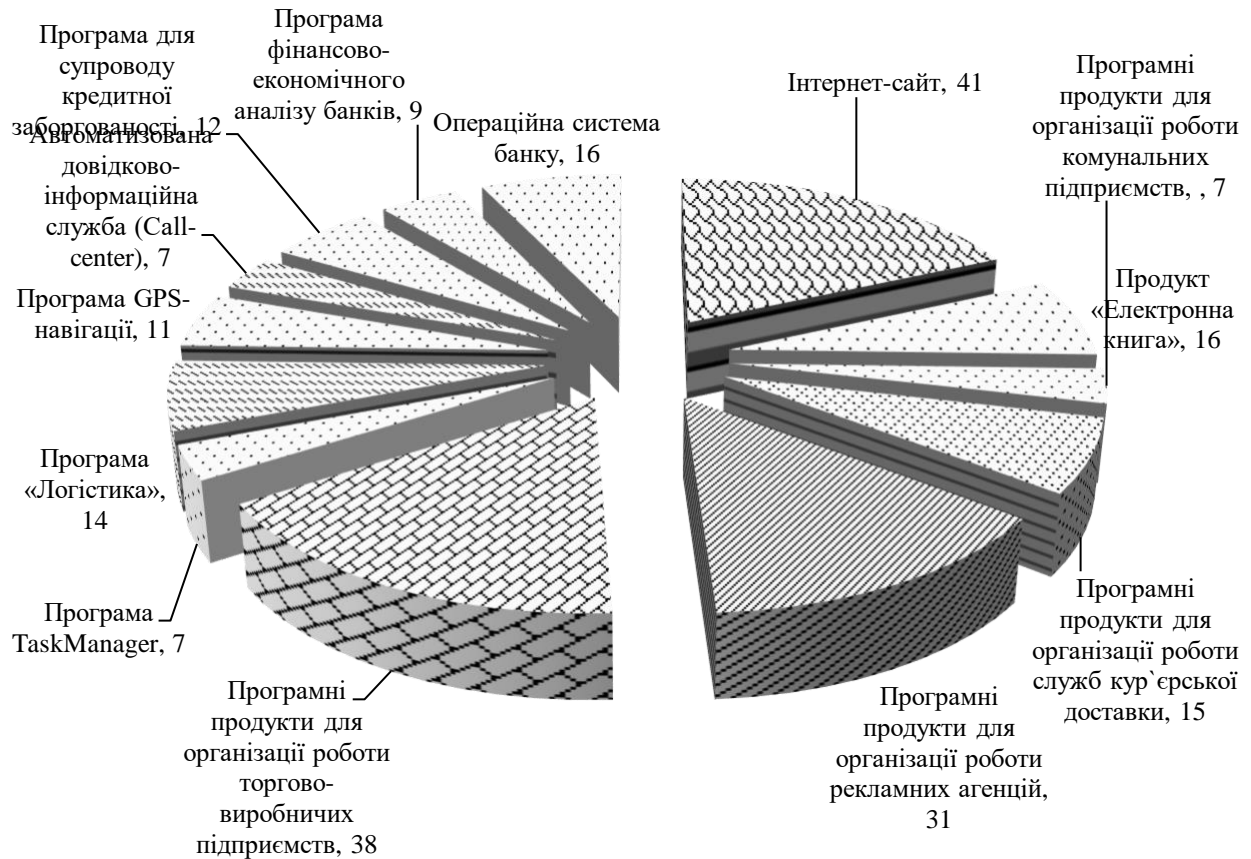 Програма для
супроводу
кредитної
заборгованості, 12
Програма
фінансово-
економічного
аналізу банків, 9
Операційна система
банку, 16
Інтернет-сайт, 41
Програмні
продукти для
організації роботи
комунальних
підприємств, , 7
Автоматизована
довідково-
інформаційна
служба (Call-
center), 7
Програма GPS-
навігації, 11
Продукт
«Електронна
книга», 16
Програма
«Логістика»,
14
Програма
TaskManager, 7
Програмні
продукти для
організації роботи
служб кур`єрської
доставки, 15
Програмні
продукти для
організації роботи
торгово-
виробничих
підприємств, 38
Програмні
продукти для
організації роботи
рекламних агенцій,
31